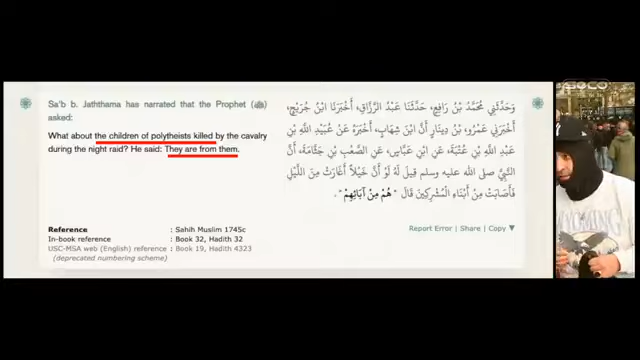 Sa'b b. Jaththama has narrated that the Prophet (ﷺ)
asked:
What about the children of polytheists killed by the cavalry
during the night raid? He said: They are from them.
وَحَدَّثَنِي مُحَمَّدُ بْنُ رَافِعٍ، حَدَّثَنَا عَبْدُ الرَّزَّاقِ، أَخْبَرَنَا ابْنُ جُرَيْجٍ،
أَخْبَرَنِي عَمْرُو، بْنُ دِينَارٍ أَنَّ ابْنَ شِهَابٍ، أَخْبَرَهُ عَنْ عُبَيْدِ اللَّهِ بْنِ
عَبْدِ اللَّهِ بْنِ عُتْبَةَ، عَنِ ابْنِ عَبَّاسٍ، عَنِ الصَّعْبِ بْنِ جَثَّامَةَ، أَنَّ
النَّبِيَّ صلى الله عليه وسلم قِيلَ لَهُ لَوْ أَنَّ خَيْلاً أَغَارَتْ مِنَ اللَّيْلِ
فَأَصَابَتْ مِنْ أَبْنَاءِ الْمُشْرِكِينَ قَالَ " هُمْ مِنْ آبَائِهِمْ " .
Reference : Sahih Muslim 1745c
In-book reference : Book 32, Hadith 32
USC-MSA web (English) reference : Book 19, Hadith 4323
(deprecated numbering scheme)
Report Error | Share | Copy ▼
WYOMING